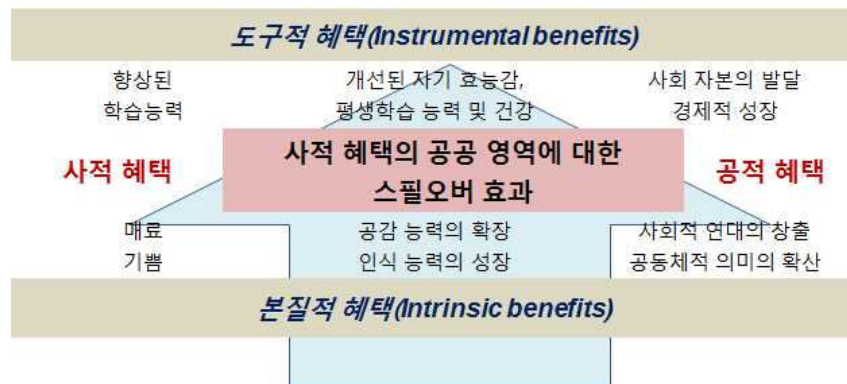 도구적 혜택(Instrumental benefits)
향상된
학습능력
개선된 자기 효능감,
평생학습 능력 및 건강
사회 자본의 발달
경제적 성장
사적 혜택
사적 혜택의 공공 영역에 대한
스필오버 효과
공적 혜택
매료
기쁨
공감 능력의 확장
인식 능력의 성장
사회적 연대의 창출
공동체적 의미의 확산
본질적 혜택(Intrinsic benefits)